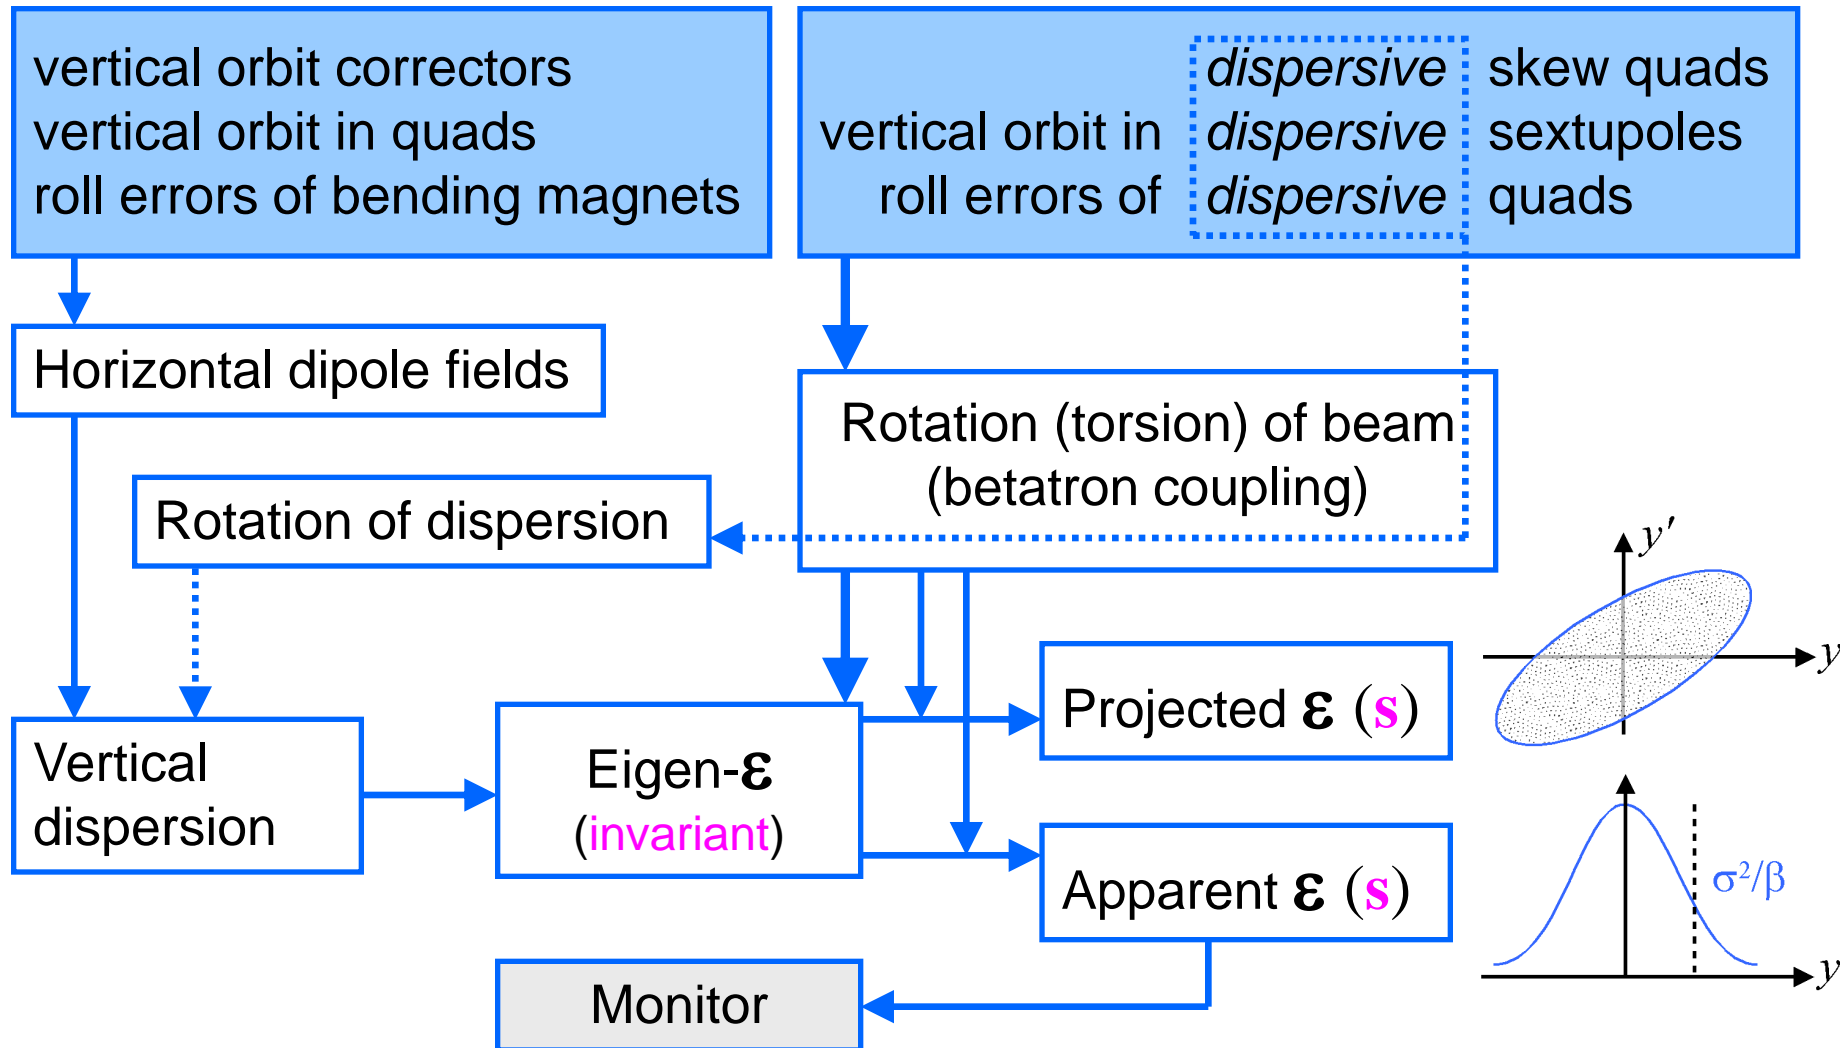 vertical orbit correctors
vertical orbit in quads
roll errors of bending magnets
dispersive skew quads
vertical orbit in dispersive sextupoles
roll errors of dispersive quads
Horizontal dipole fields
Rotation (torsion) of beam
(betatron coupling)
Rotation of dispersion
y′
y
Projected ε (s)
Vertical
dispersion
Eigen-ε
(invariant)
Apparent ε (s)
σ²/β
y
Monitor